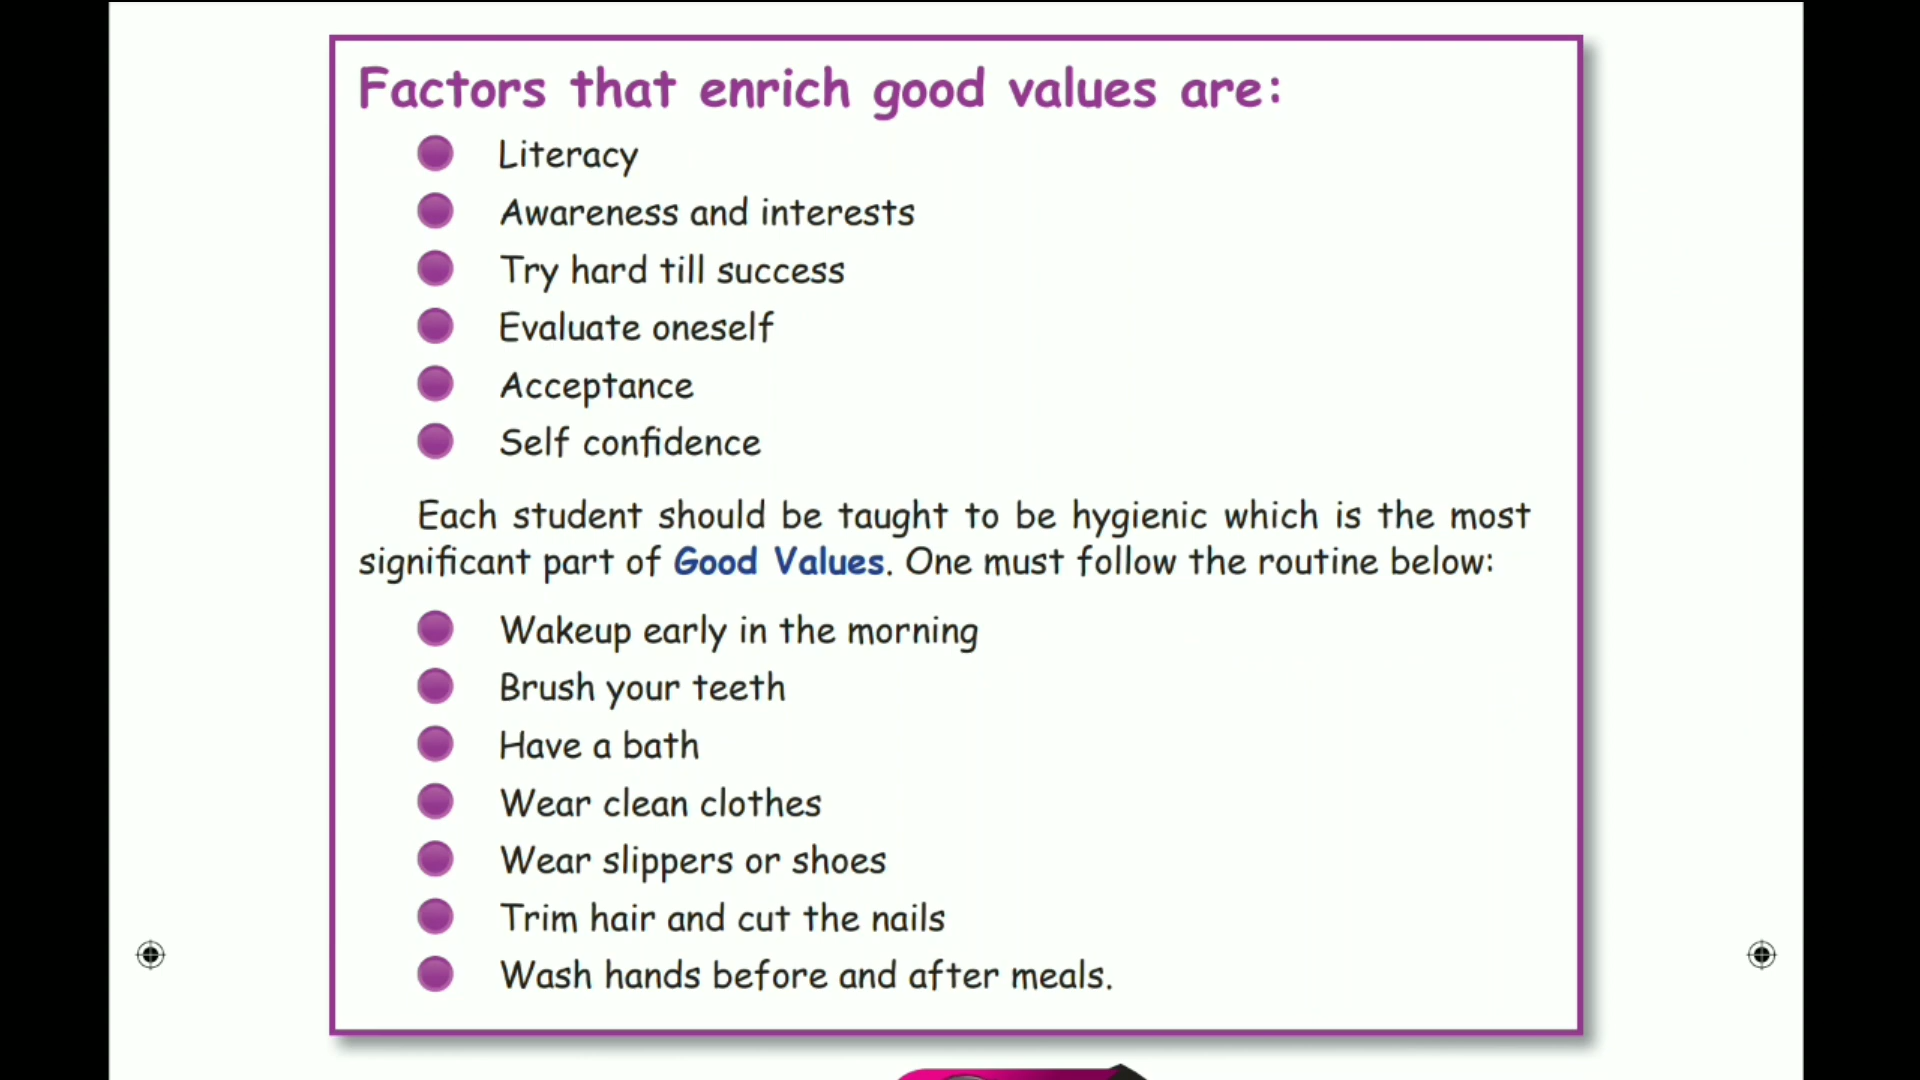 Factors that enrich good values are:
Literacy
Awareness and interests
Try hard till success
Evaluate oneself
Acceptance
Self confidence
Each student should be taught to be hygienic which is the most
significant part of Good Values. One must follow the routine below:
Wakeup early in the morning
Brush your teeth
Have a bath
Wear clean clothes
Wear slippers or shoes
Trim hair and cut the nails
Wash hands before and after meals.